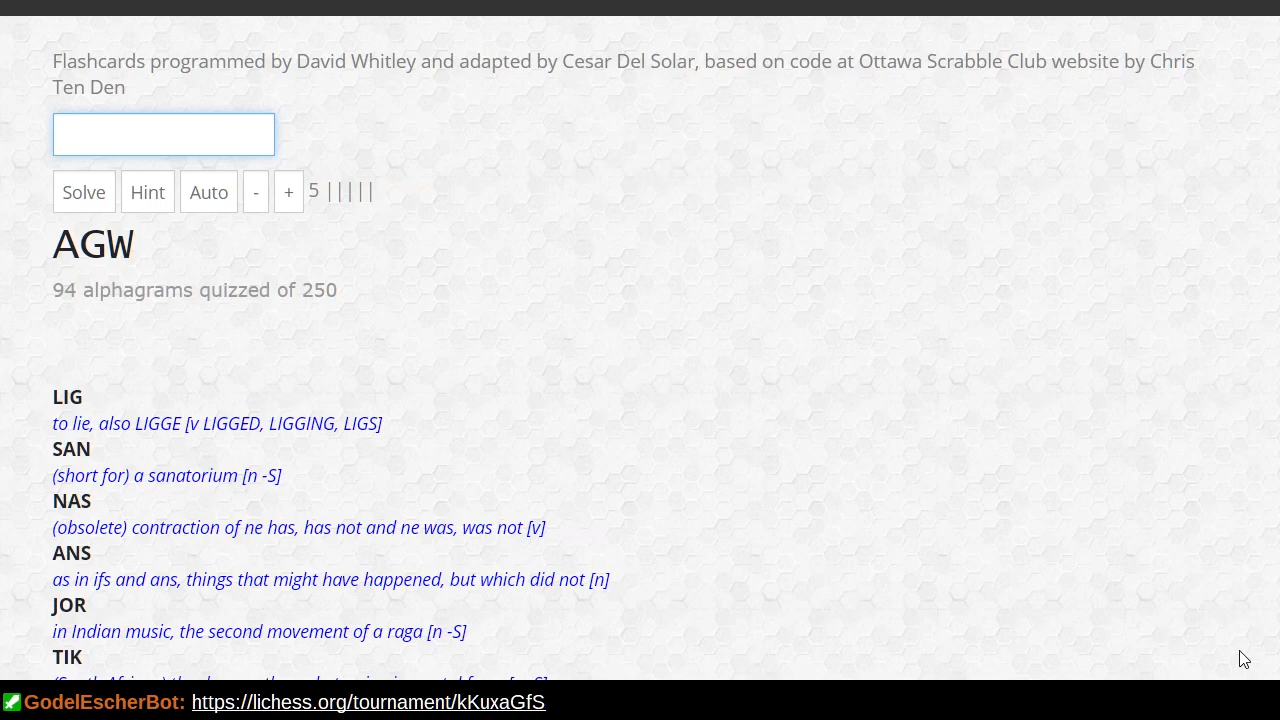 Flashcards programmed by David Whitley and adapted by Cesar Del Solar, based on code at Ottawa Scrabble Club website by Chris
Ten Den
Solve Hint Auto - + 5 |||||
AGW
94 alphagrams quizzed of 250
LIG
to lie, also LIGGE [v LIGGED, LIGGING, LIGS]
SAN
(short for) a sanatorium [n -S]
NAS
(obsolete) contraction of ne has, has not and ne was, was not [v]
ANS
as in ifs and ans, things that might have happened, but which did not [n]
JOR
in Indian music, the second movement of a raga [n -S]
TIK
GodelEscherBot: https://lichess.org/tournament/kKuxaGfS